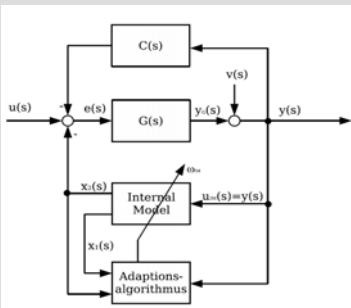 C(s)
v(s)
u(s)
e(s)
G(s)
y₀(s)
y(s)
-
-
x₂(s)
Internal
Model
uᵢₘ(s)=y(s)
x₁(s)
Adaptions-
algorithmus